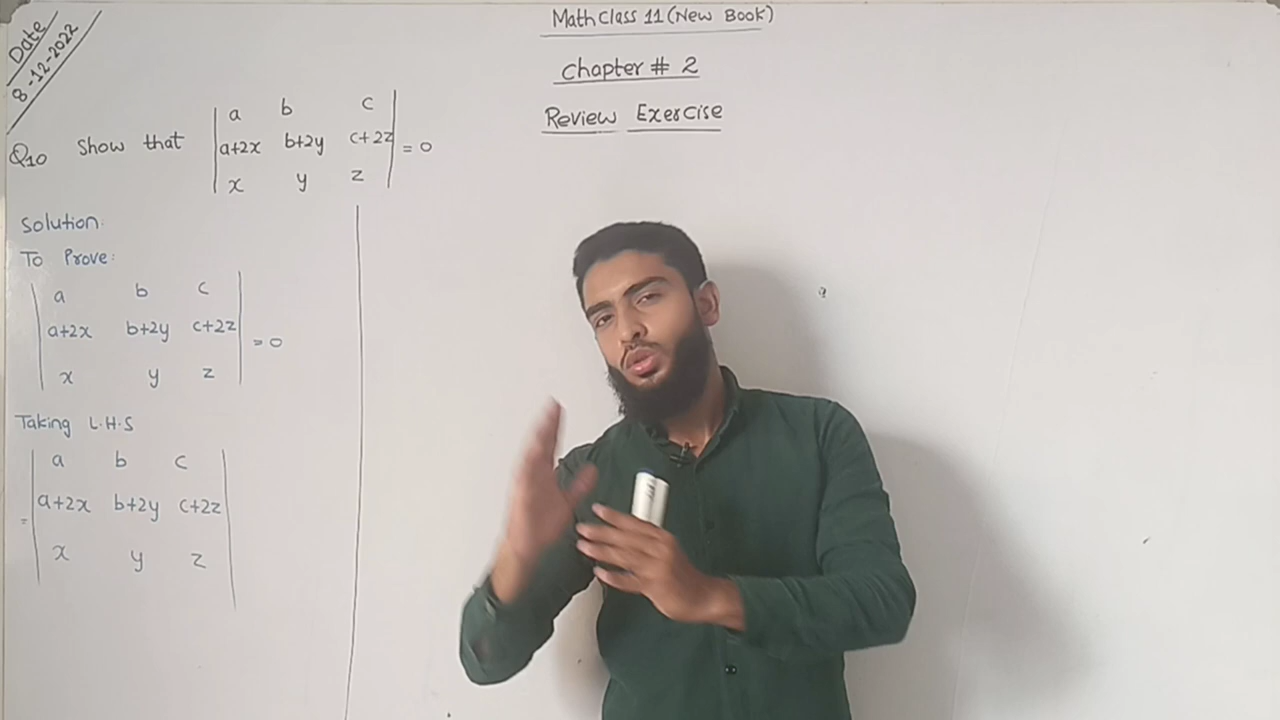 Date
8-12-2022
Math Class 11 (New Book)
Chapter # 2
Review Exercise
Q10 Show that
a b c
a+2x b+2y c+2z = 0
x y z
Solution:
To Prove:
a b c
a+2x b+2y c+2z = 0
x y z
Taking L.H.S
a b c
= a+2x b+2y c+2z
x y z